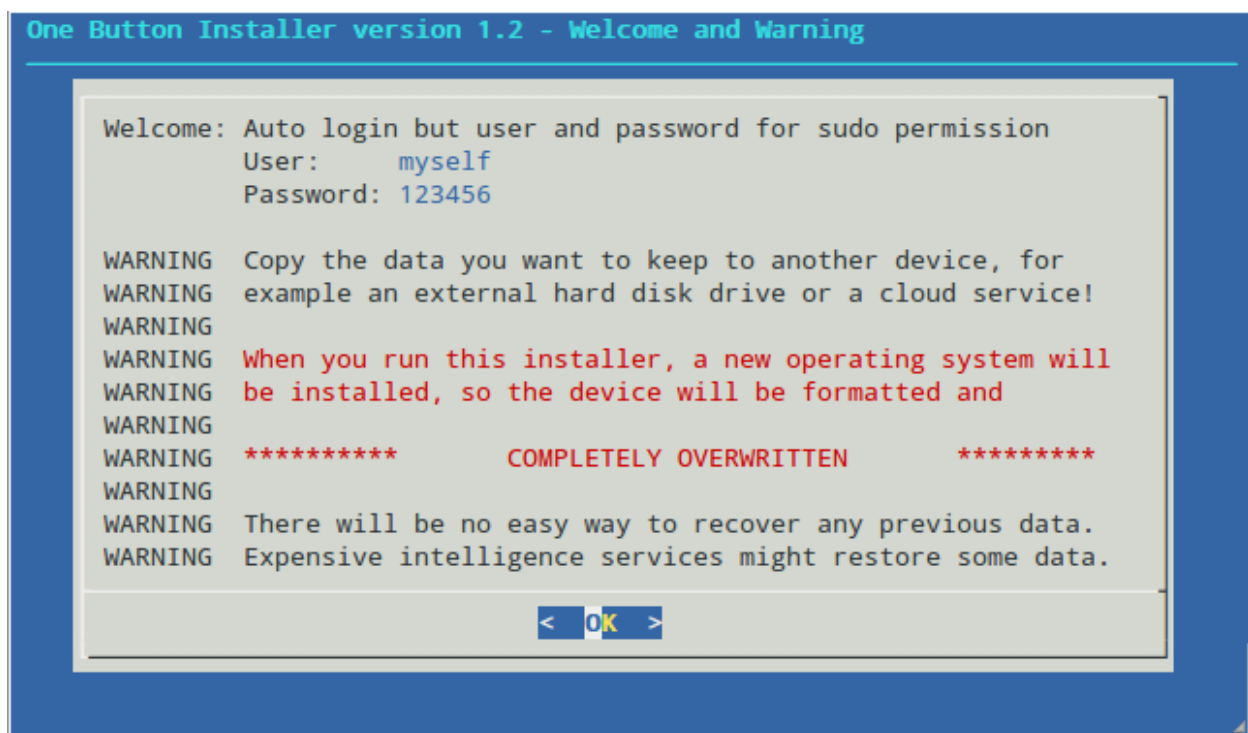 One Button Installer version 1.2 - Welcome and Warning
Welcome: Auto login but user and password for sudo permission
User: myself
Password: 123456
WARNING Copy the data you want to keep to another device, for
WARNING example an external hard disk drive or a cloud service!
WARNING
WARNING When you run this installer, a new operating system will
WARNING be installed, so the device will be formatted and
WARNING
WARNING ********** COMPLETELY OVERWRITTEN *********
WARNING
WARNING There will be no easy way to recover any previous data.
WARNING Expensive intelligence services might restore some data.
< OK >